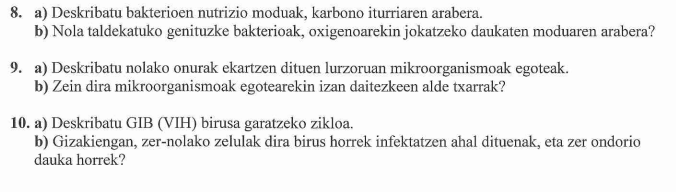 8. a) Deskribatu bakterioen nutrizio moduak, karbono iturriaren arabera.
b) Nola taldekatuko genituzke bakterioak, oxigenoarekin jokatzeko daukaten moduaren arabera?
9. a) Deskribatu nolako onurak ekartzen dituen lurzoruan mikroorganismoak egoteak.
b) Zein dira mikroorganismoak egotearekin izan daitezkeen alde txarrak?
10. a) Deskribatu GIB (VIH) birusa garatzeko zikloa.
b) Gizakiengan, zer-nolako zelulak dira birus horrek infektatzen ahal dituenak, eta zer ondorio
dauka horrek?